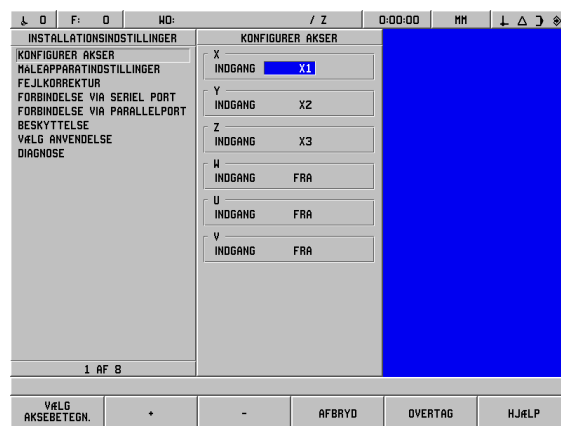 0 F: 0 WO: / Z 0:00:00 MM
INSTALLATIONSINDSTILLINGER
KONFIGURER AKSER
MALEAPPARATINDSTILLINGER
FEJLKORREKTUR
FORBINDELSE VIA SERIEL PORT
FORBINDELSE VIA PARALLELPORT
BESKYTTELSE
VÆLG ANVENDELSE
DIAGNOSE
1 AF 8
KONFIGURER AKSER
X
INDGANG X1
Y
INDGANG X2
Z
INDGANG X3
W
INDGANG FRA
U
INDGANG FRA
V
INDGANG FRA
VÆLG
AKSEBETEGN.
+
-
AFBRYD
OVERTAG
HJÆLP